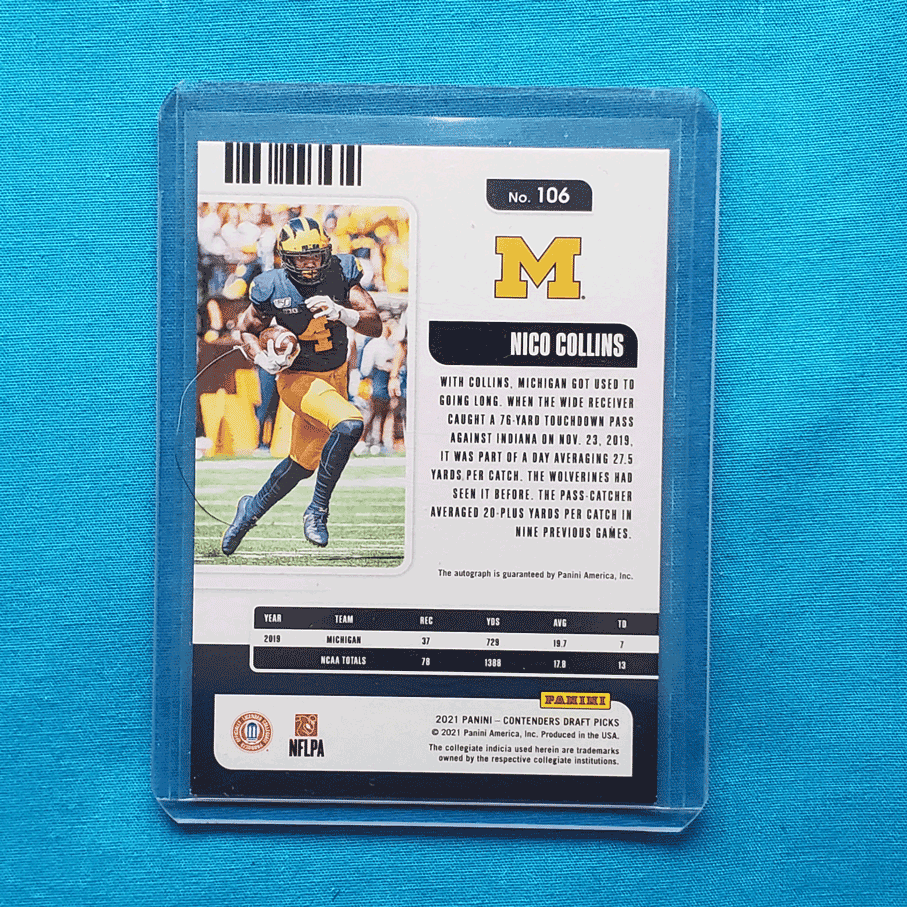 No. 106
M
NICO COLLINS
WITH COLLINS, MICHIGAN GOT USED TO
GOING LONG. WHEN THE WIDE RECEIVER
CAUGHT A 76-YARD TOUCHDOWN PASS
AGAINST INDIANA ON NOV. 23, 2019,
IT WAS PART OF A DAY AVERAGING 27.5
YARDS PER CATCH. THE WOLVERINES HAD
SEEN IT BEFORE. THE PASS-CATCHER
AVERAGED 20-PLUS YARDS PER CATCH IN
NINE PREVIOUS GAMES.
4
The autograph is guaranteed by Panini America, Inc.
YEAR TEAM REC YDS AVG TD
2019 MICHIGAN 37 729 19.7 7
NCAA TOTALS 78 1388 17.8 13
PANINI
2021 PANINI – CONTENDERS DRAFT PICKS
© 2021 Panini America, Inc. Produced in the USA.
The collegiate indicia used herein are trademarks
owned by the respective collegiate institutions.
NFLPA